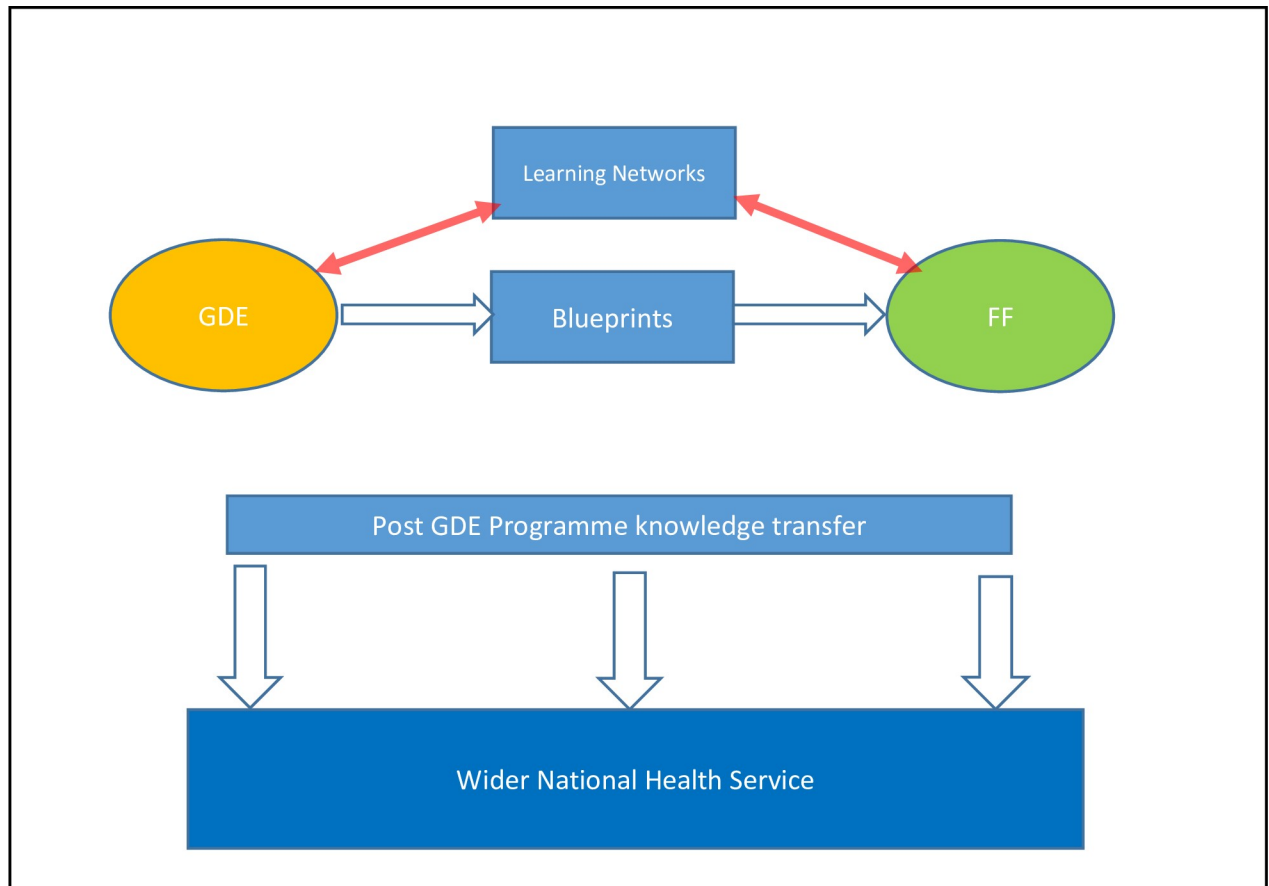 Learning Networks
GDE
Blueprints
FF
Post GDE Programme knowledge transfer
Wider National Health Service